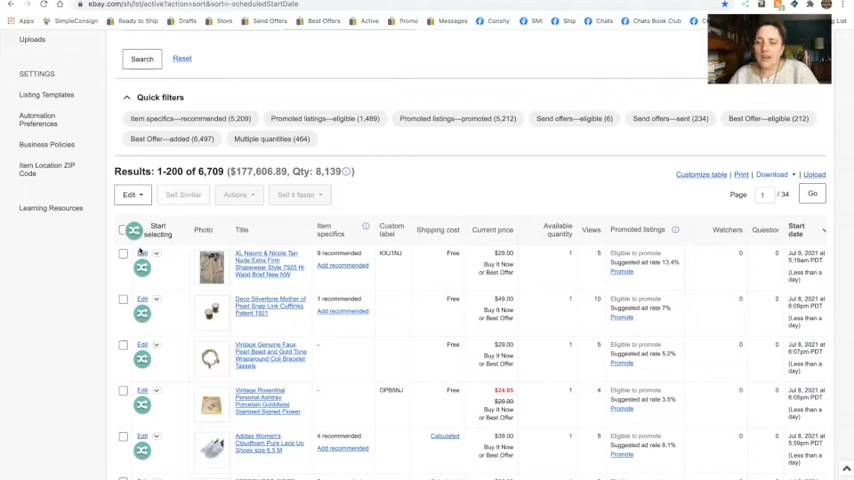 ebay.com/sh/lst/active?action=sort&sort=-scheduledStartDate
Apps SimpleConsign Ready to Ship Drafts Store Send Offers Best Offers Active Promo Messages Conshy SMI Ship Chats Chats Book Club
Uploads
SETTINGS
Listing Templates
Automation
Preferences
Business Policies
Item Location ZIP
Code
Learning Resources
Search Reset
Quick filters
Item specifics—recommended (5,209) Promoted listings—eligible (1,489) Promoted listings—promoted (5,212) Send offers—eligible (6) Send offers—sent (234) Best Offer—eligible (212)
Best Offer—added (6,497) Multiple quantities (464)
Results: 1-200 of 6,709 ($177,606.89, Qty: 8,139)
Customize table | Print | Download | Upload
Edit Sell Similar Actions Sell it faster Page 1 / 34 Go
Start
selecting
Photo
Title
Item
specifics
Custom
label
Shipping cost
Current price
Available
quantity
Views
Promoted listings
Watchers
Question
Start
date
Edit
XL Naomi & Nicole Tan
Nude Extra Firm
Shapewear Style 7925 Hi
Waist Brief New NW
9 recommended
Add recommended
KXJ1NJ
Free
$29.00
Buy It Now
or Best Offer
1
5
Eligible to promote
Suggested ad rate 13.4%
Promote
0
0
Jul 9, 2021 at
5:19am PDT
(Less than a
day)
Edit
Deco Silvertone Mother of
Pearl Snap Link Cufflinks
Patent 1921
1 recommended
Add recommended
Free
$49.00
Buy It Now
or Best Offer
1
10
Eligible to promote
Suggested ad rate 7%
Promote
0
0
Jul 8, 2021 at
6:09pm PDT
(Less than a
day)
Edit
Vintage Genuine Faux
Pearl Bead and Gold Tone
Wraparound Coil Bracelet
Tassels
-
Free
$29.00
Buy It Now
or Best Offer
1
5
Eligible to promote
Suggested ad rate 5.2%
Promote
0
0
Jul 8, 2021 at
6:07pm PDT
(Less than a
day)
Edit
Vintage Rosenthal
Personal Ashtray
Porcelain Goldfielst
Stamped Signed Flower
-
DPB5NJ
Free
$24.65
$29.00
Buy It Now
or Best Offer
1
4
Eligible to promote
Suggested ad rate 3.5%
Promote
0
0
Jul 8, 2021 at
6:05pm PDT
(Less than a
day)
Edit
Adidas Women's
Cloudfoam Pure Lace Up
Shoes size 6.5 M
4 recommended
Add recommended
Calculated
$39.00
Buy It Now
or Best Offer
1
5
Eligible to promote
Suggested ad rate 6.1%
Promote
0
0
Jul 8, 2021 at
5:59pm PDT
(Less than a
day)